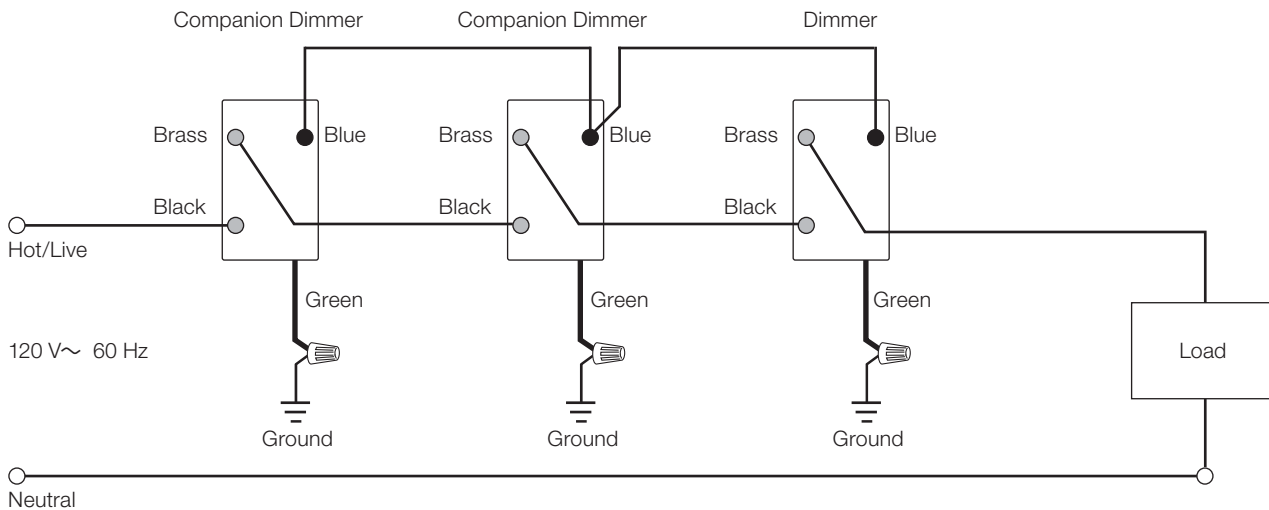 Companion Dimmer
Companion Dimmer
Dimmer
Brass
Blue
Brass
Blue
Brass
Blue
Black
Black
Black
Hot/Live
Green
Green
Green
120 V~ 60 Hz
Load
Ground
Ground
Ground
Neutral